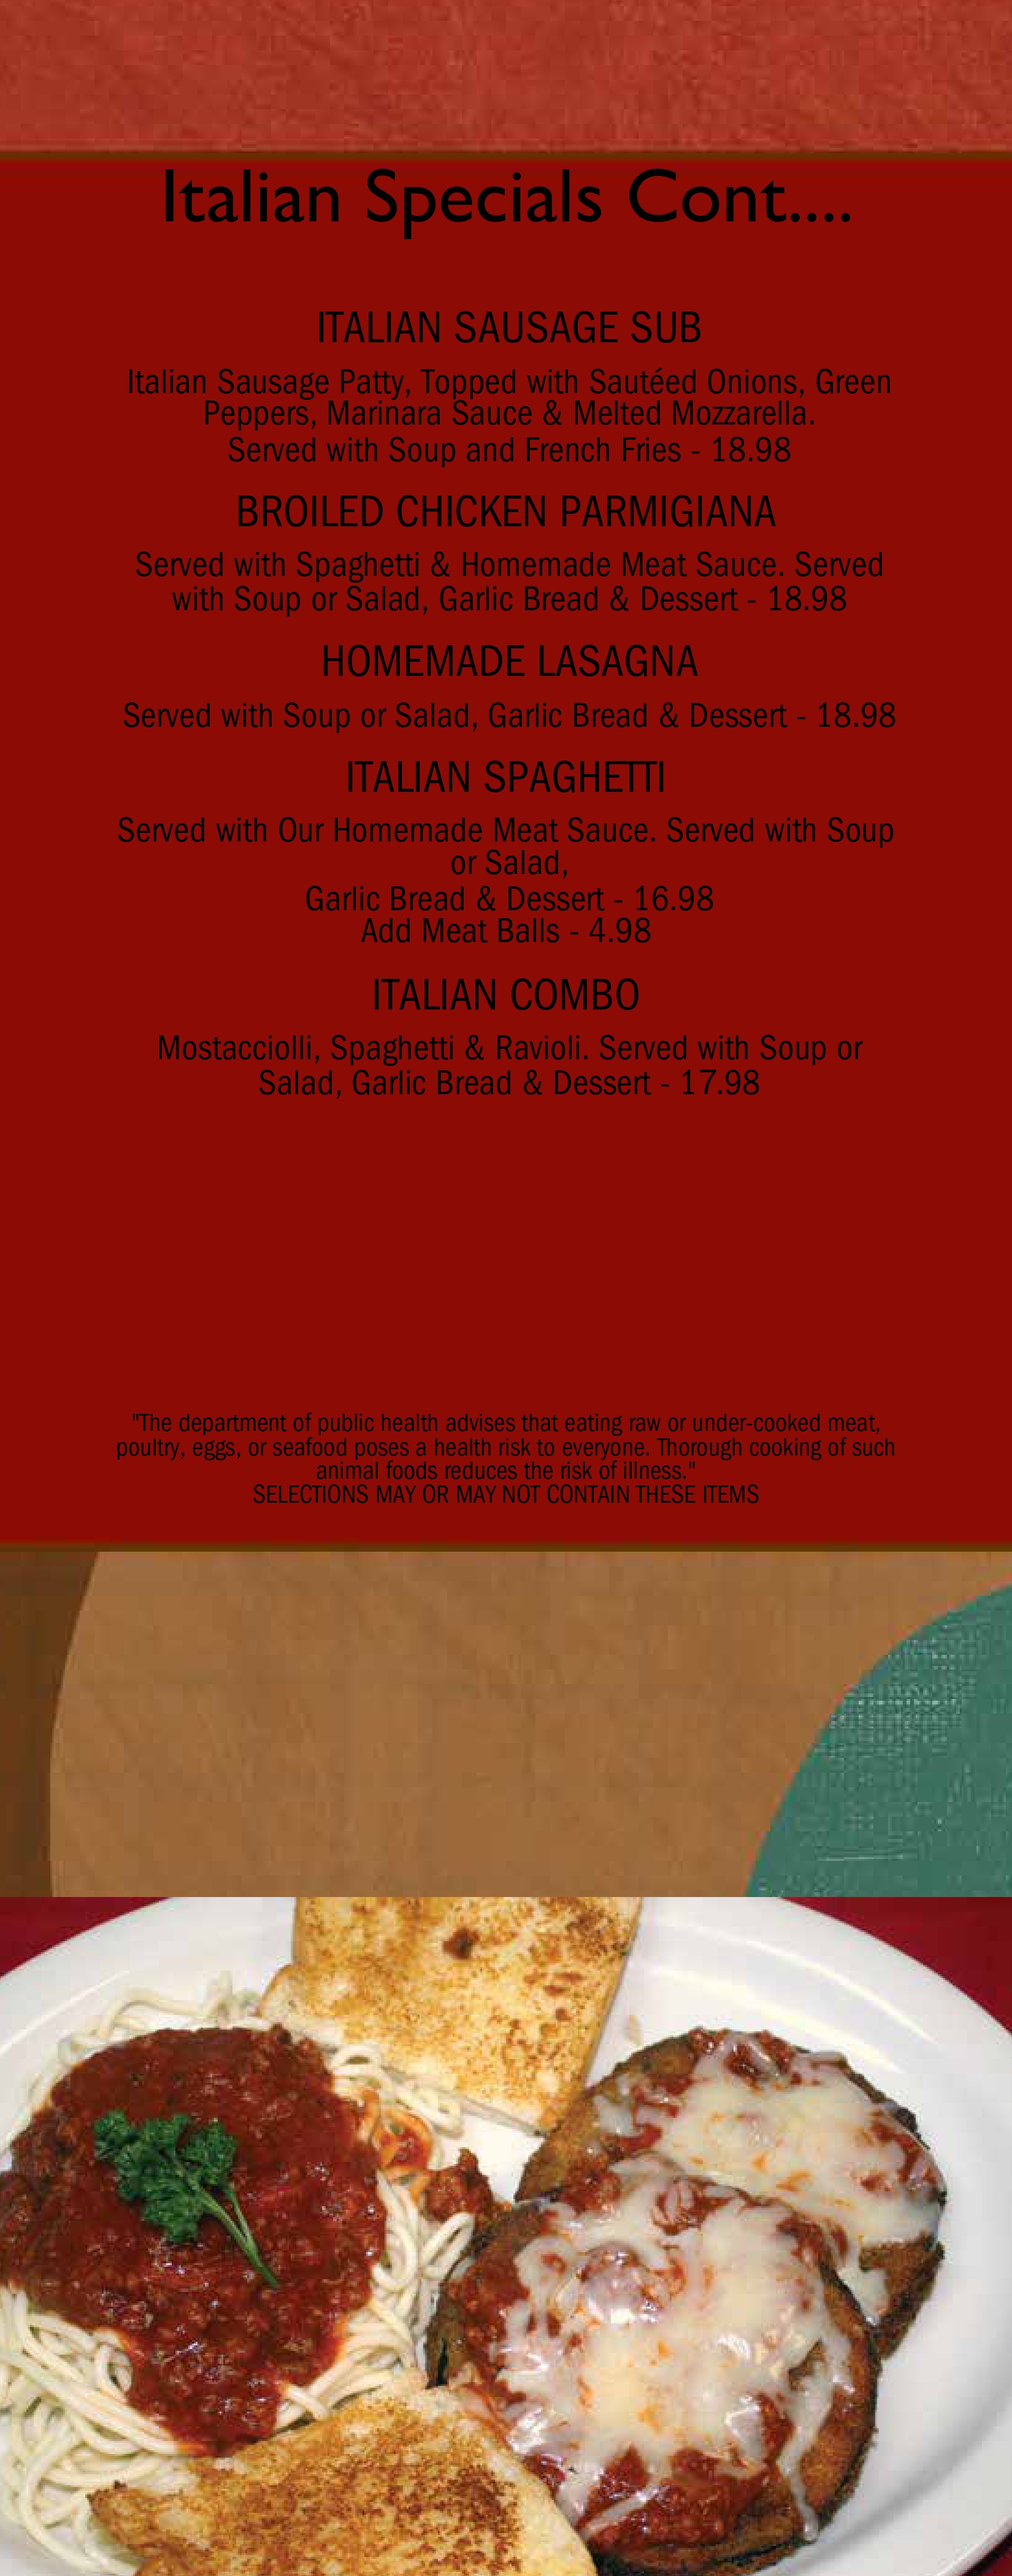 Italian Specials Cont....
ITALIAN SAUSAGE SUB
Italian Sausage Patty, Topped with Sautéed Onions, Green
Peppers, Marinara Sauce & Melted Mozzarella.
Served with Soup and French Fries - 18.98
BROILED CHICKEN PARMIGIANA
Served with Spaghetti & Homemade Meat Sauce. Served
with Soup or Salad, Garlic Bread & Dessert - 18.98
HOMEMADE LASAGNA
Served with Soup or Salad, Garlic Bread & Dessert - 18.98
ITALIAN SPAGHETTI
Served with Our Homemade Meat Sauce. Served with Soup
or Salad,
Garlic Bread & Dessert - 16.98
Add Meat Balls - 4.98
ITALIAN COMBO
Mostacciolli, Spaghetti & Ravioli. Served with Soup or
Salad, Garlic Bread & Dessert - 17.98
"The department of public health advises that eating raw or under-cooked meat,
poultry, eggs, or seafood poses a health risk to everyone. Thorough cooking of such
animal foods reduces the risk of illness."
SELECTIONS MAY OR MAY NOT CONTAIN THESE ITEMS